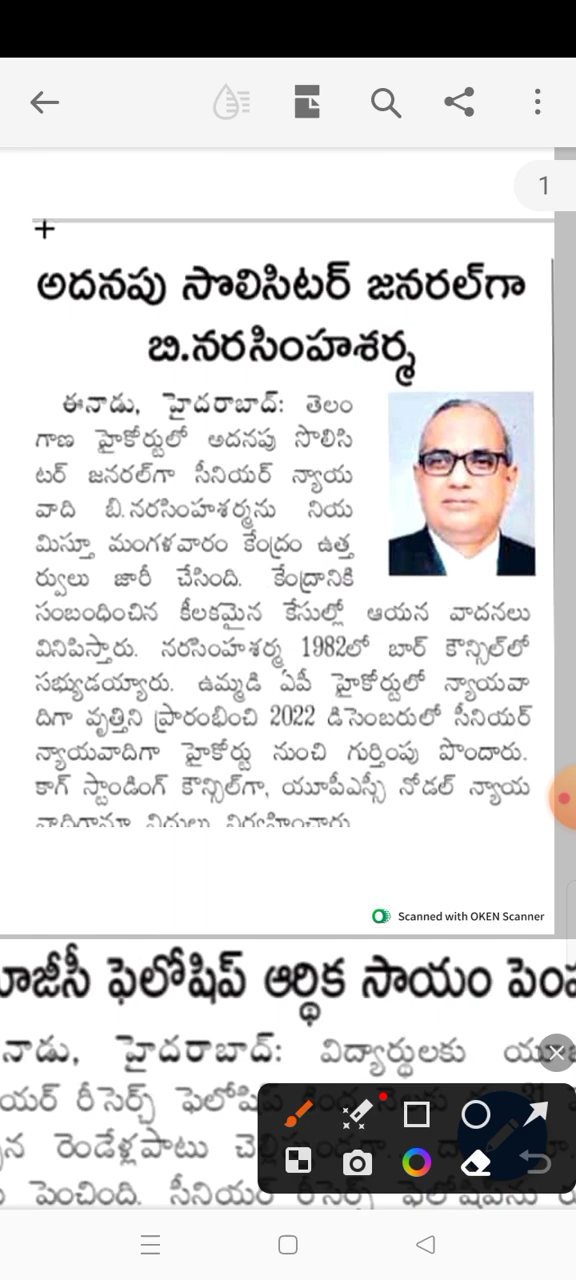 1
అదనపు సొలిసిటర్ జనరల్‌గా
బి.నరసింహశర్మ
ఈనాడు, హైదరాబాద్: తెలం
గాణ హైకోర్టులో అదనపు సొలిసి
టర్ జనరల్‌గా సీనియర్ న్యాయ
వాది బి.నరసింహశర్మను నియ
మిస్తూ మంగళవారం కేంద్రం ఉత్త
ర్వులు జారీ చేసింది. కేంద్రానికి
సంబంధించిన కీలకమైన కేసుల్లో ఆయన వాదనలు
వినిపిస్తారు. నరసింహశర్మ 1982లో బార్ కౌన్సిల్‌లో
సభ్యుడయ్యారు. ఉమ్మడి ఏపీ హైకోర్టులో న్యాయవా
దిగా వృత్తిని ప్రారంభించి 2022 డిసెంబరులో సీనియర్
న్యాయవాదిగా హైకోర్టు నుంచి గుర్తింపు పొందారు.
కాగ్ స్టాండింగ్ కౌన్సిల్‌గా, యూపీఎస్సీ నోడల్ న్యాయ
వాదిగానూ విధులు నిర్వహించారు
Scanned with OKEN Scanner
ఫెలోషిప్ ఆర్థిక సాయం
హైదరాబాద్: విద్యార్థులకు
రీసెర్చ్
రెండేళ్లపాటు
పెంచింది. సీనియర్ రీసెర్చ్